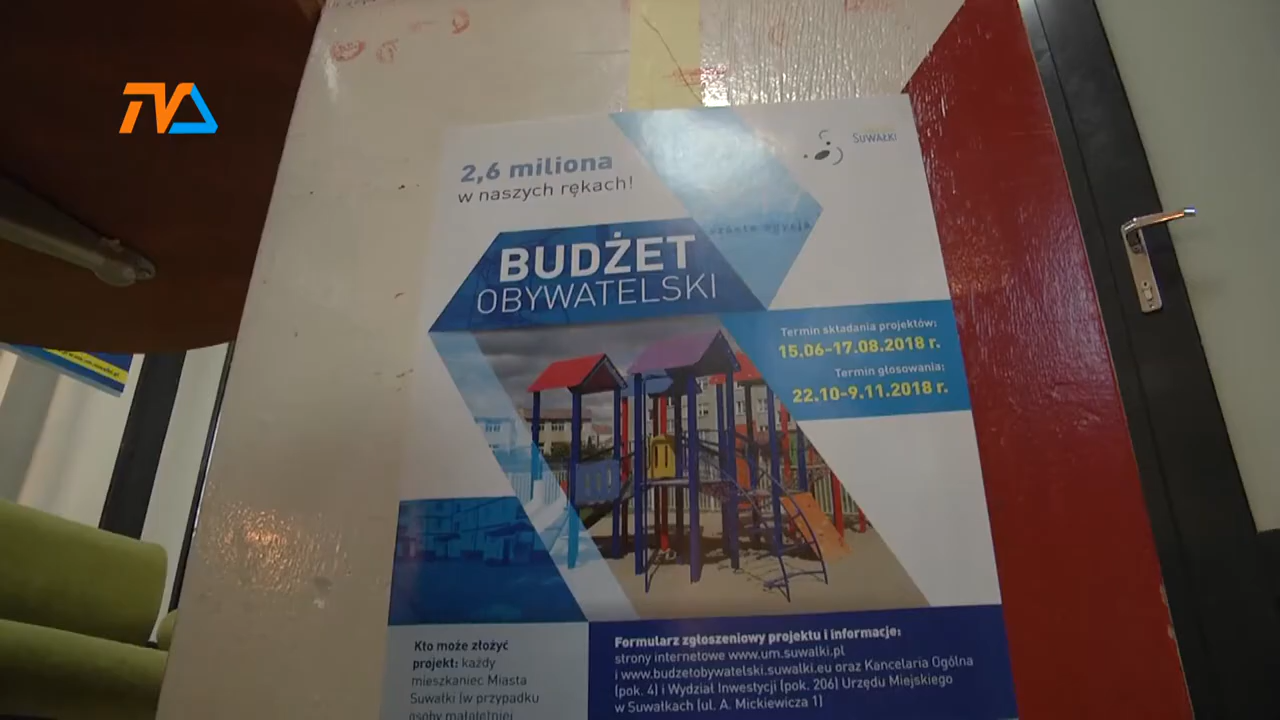 TVS
2,6 miliona
w naszych rękach!
SUWAŁKI
BUDŻET
OBYWATELSKI
Termin składania projektów:
15.06-17.08.2018 r.
Termin głosowania:
22.10-9.11.2018 r.
Kto może złożyć
projekt: każdy
mieszkaniec Miasta
Suwałki (w przypadku
osoby małoletniej
Formularz zgłoszeniowy projektu i informacje:
strony internetowe www.um.suwalki.pl
i www.budzetobywatelski.suwalki.eu oraz Kancelaria Ogólna
(pok. 4) i Wydział Inwestycji (pok. 206) Urzędu Miejskiego
w Suwałkach (ul. A. Mickiewicza 1)